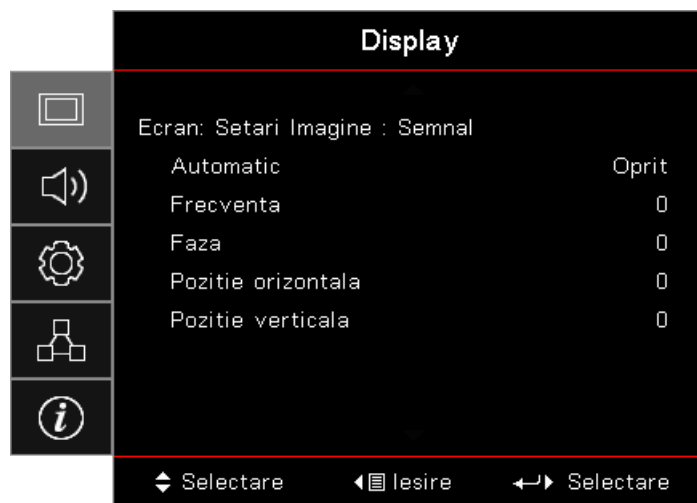 Display
Ecran: Setari Imagine : Semnal
Automatic Oprit
Frecventa 0
Faza 0
Pozitie orizontala 0
Pozitie verticala 0
Selectare Iesire Selectare